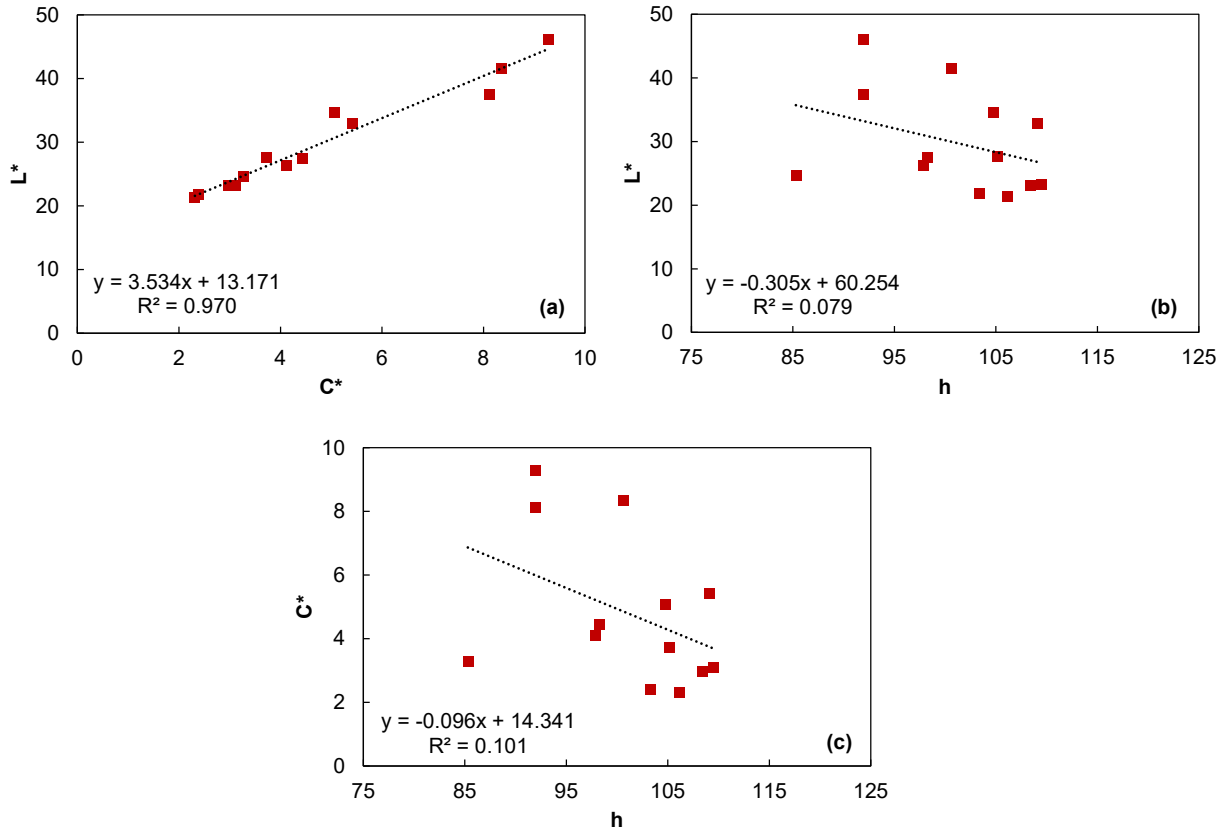 50
40
30
20
10
0
L*
y = 3.534x + 13.171
R² = 0.970
(a)
0 2 4 6 8 10
C*
50
40
30
20
10
0
L*
y = -0.305x + 60.254
R² = 0.079
(b)
75 85 95 105 115 125
h
10
8
6
4
2
0
C*
y = -0.096x + 14.341
R² = 0.101
(c)
75 85 95 105 115 125
h